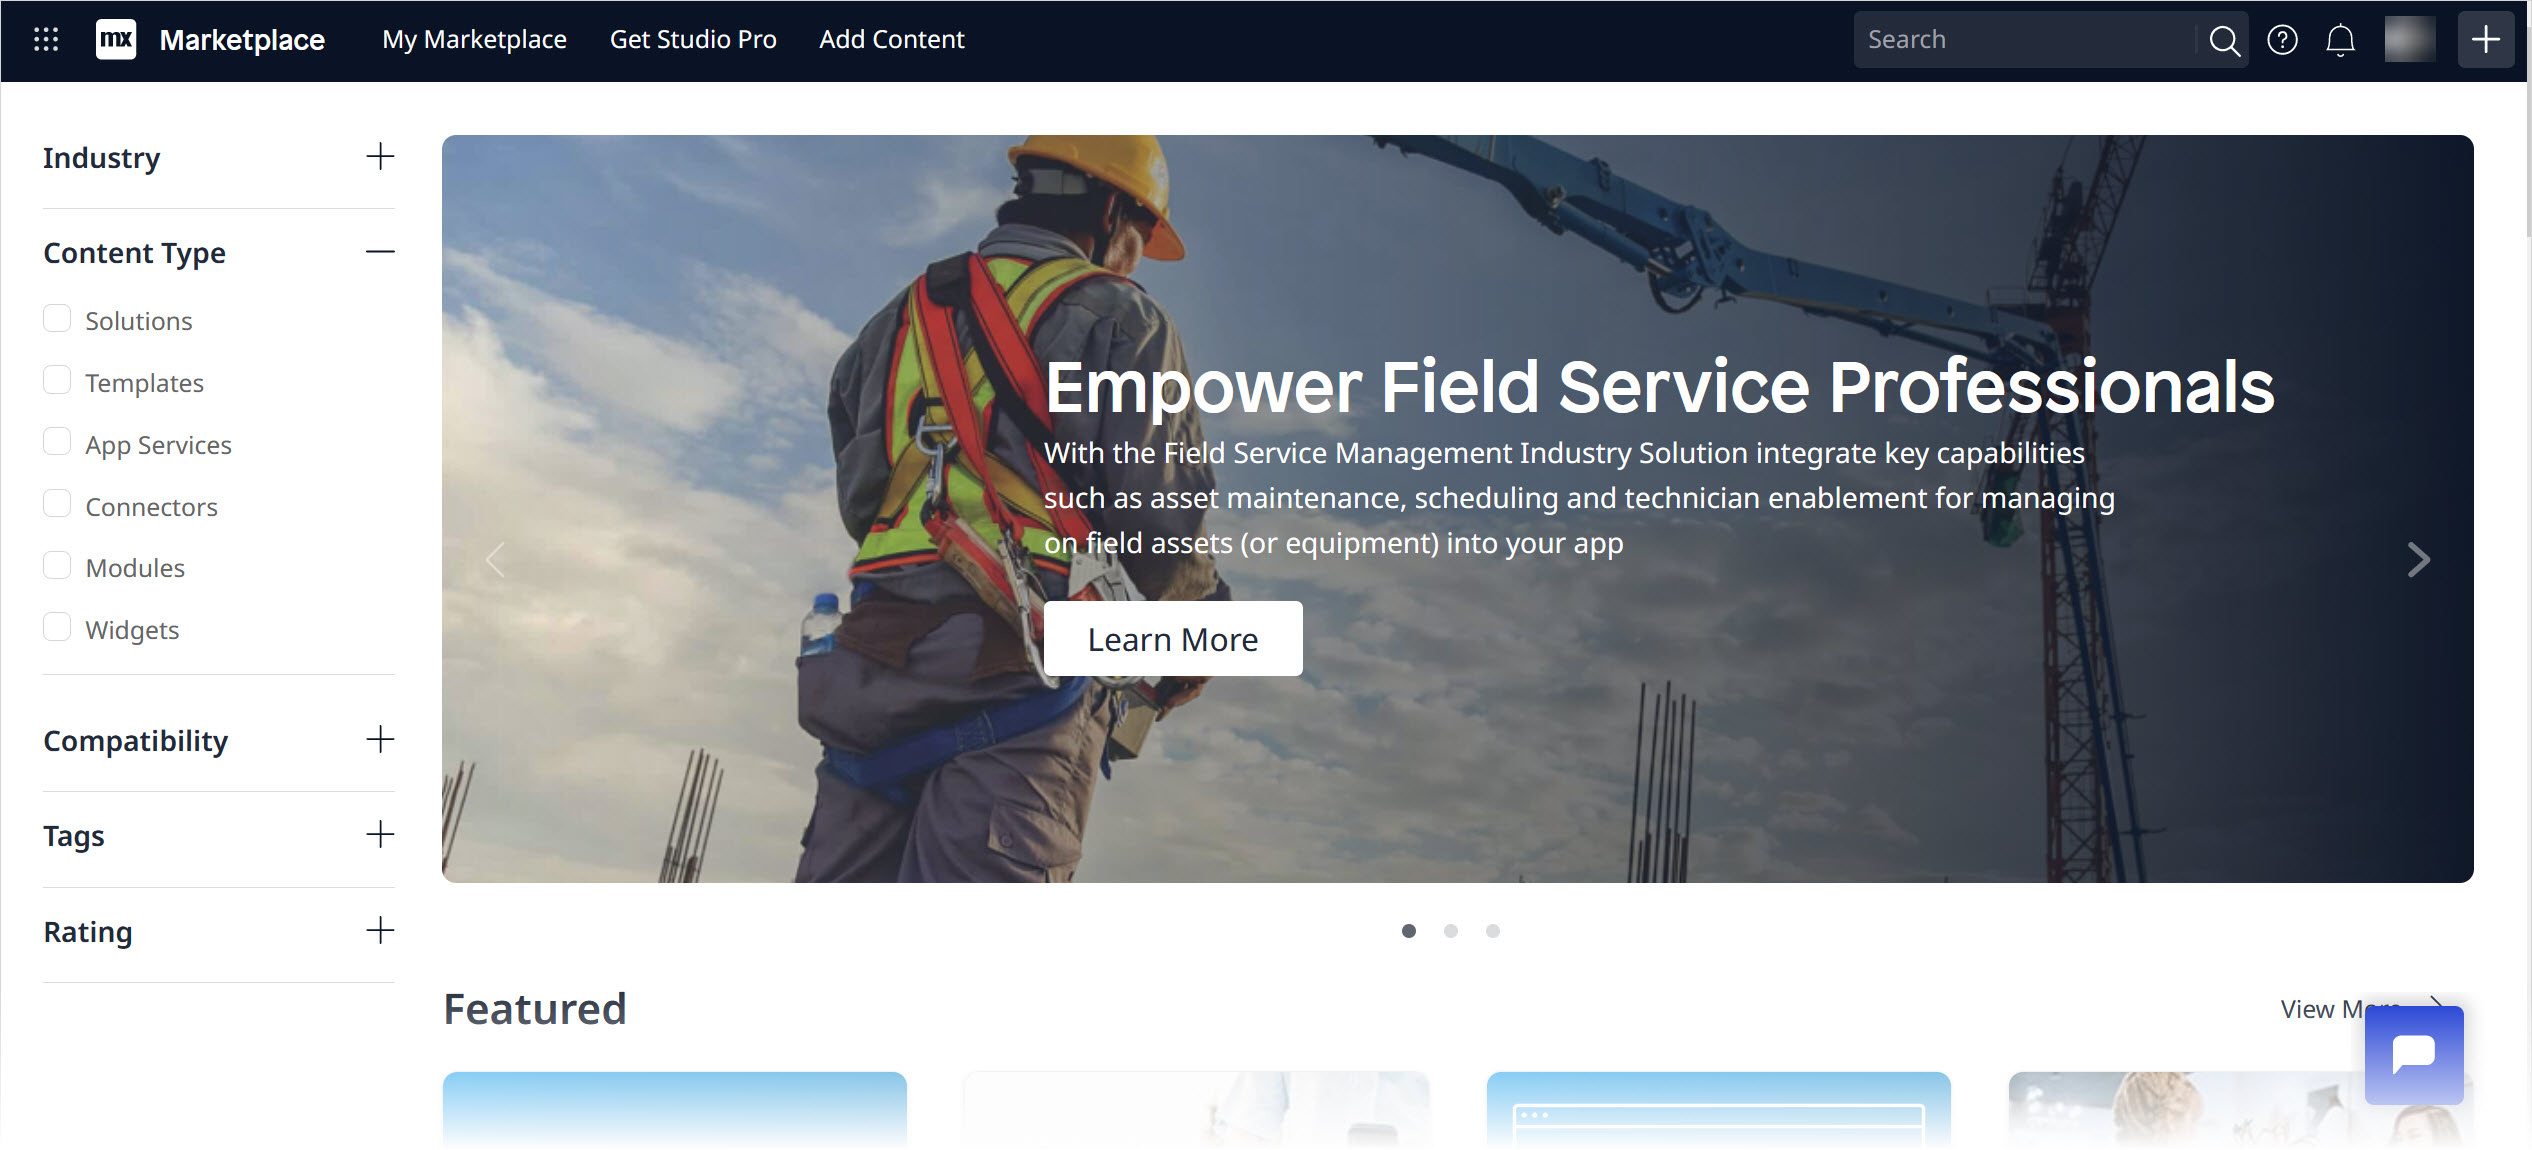 mx Marketplace My Marketplace Get Studio Pro Add Content Search
Industry
Content Type
Solutions
Templates
App Services
Connectors
Modules
Widgets
Compatibility
Tags
Rating
Empower Field Service Professionals
With the Field Service Management Industry Solution integrate key capabilities
such as asset maintenance, scheduling and technician enablement for managing
on field assets (or equipment) into your app
Learn More
Featured
View More